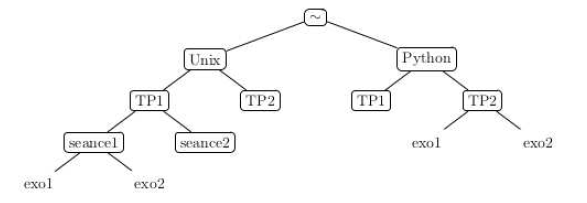 ~
Unix Python
TP1 TP2 TP1 TP2
seance1 seance2 exo1 exo2
exo1 exo2